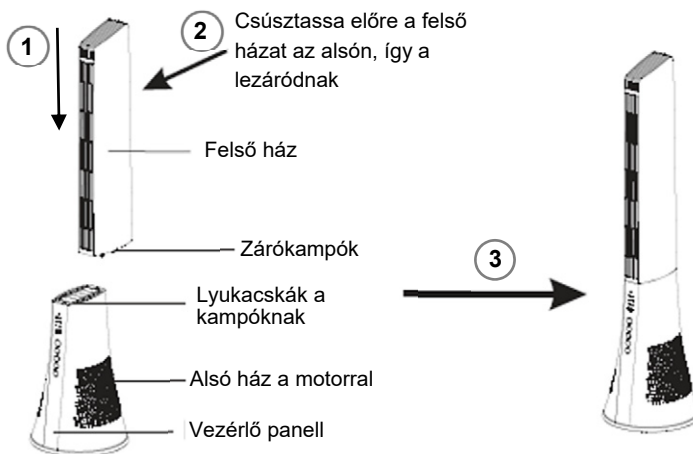 1
2
Csúsztassa előre a felső
házat az alsón, így a
lezáródnak
Felső ház
Zárókampók
3
Lyukacskák a
kampóknak
Alsó ház a motorral
Vezérlő panell